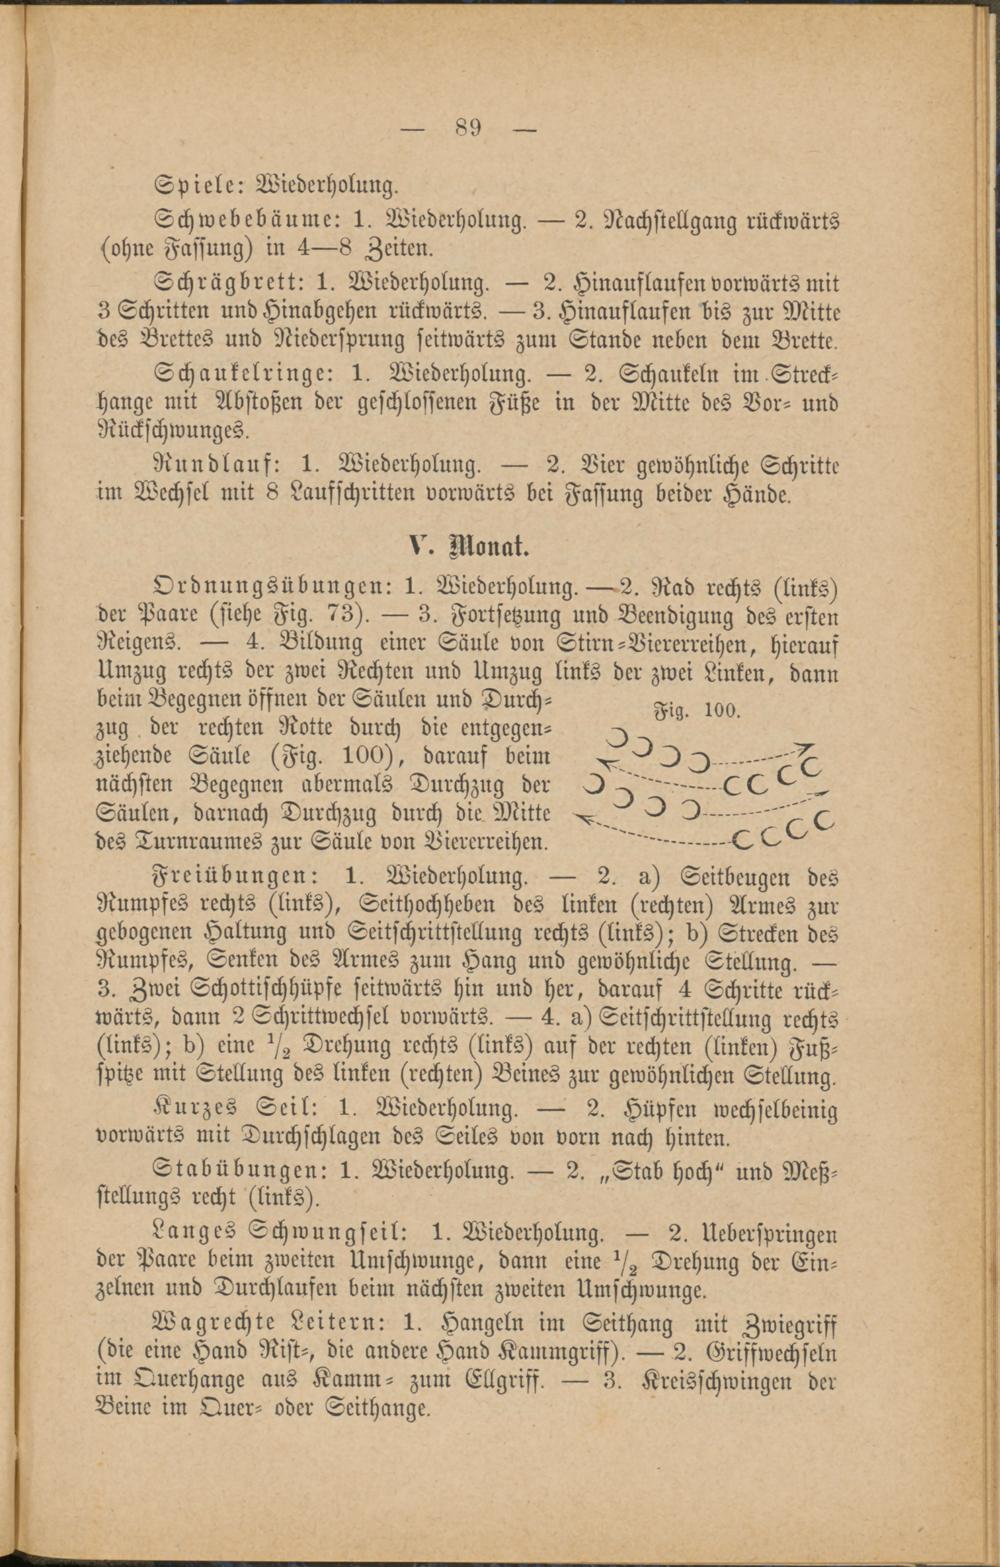 — 89 —
Spiele: Wiederholung.
Schwebebäume: 1. Wiederholung. — 2. Nachstellgang rückwärts
(ohne Fassung) in 4—8 Zeiten.
Schrägbrett: 1. Wiederholung. — 2. Hinauflaufen vorwärts mit
3 Schritten und Hinabgehen rückwärts. — 3. Hinauflaufen bis zur Mitte
des Brettes und Niedersprung seitwärts zum Stande neben dem Brette.
Schaukelringe: 1. Wiederholung. — 2. Schaukeln im Streck-
hange mit Abstoßen der geschlossenen Füße in der Mitte des Vor- und
Rückschwunges.
Rundlauf: 1. Wiederholung. — 2. Vier gewöhnliche Schritte
im Wechsel mit 8 Laufschritten vorwärts bei Fassung beider Hände.
V. Monat.
Ordnungsübungen: 1. Wiederholung. — 2. Rad rechts (links)
der Paare (siehe Fig. 73). — 3. Fortsetzung und Beendigung des ersten
Reigens. — 4. Bildung einer Säule von Stirn-Viererreihen, hierauf
Umzug rechts der zwei Rechten und Umzug links der zwei Linken, dann
beim Begegnen öffnen der Säulen und Durch-
zug der rechten Rotte durch die entgegen-
ziehende Säule (Fig. 100), darauf beim
nächsten Begegnen abermals Durchzug der
Säulen, darnach Durchzug durch die Mitte
des Turnraumes zur Säule von Viererreihen.
Fig. 100.
Freiübungen: 1. Wiederholung. — 2. a) Seitbeugen des
Rumpfes rechts (links), Seithochheben des linken (rechten) Armes zur
gebogenen Haltung und Seitschrittstellung rechts (links); b) Strecken des
Rumpfes, Senken des Armes zum Hang und gewöhnliche Stellung. —
3. Zwei Schottischhüpfe seitwärts hin und her, darauf 4 Schritte rück-
wärts, dann 2 Schrittwechsel vorwärts. — 4. a) Seitschrittstellung rechts
(links); b) eine 1/2 Drehung rechts (links) auf der rechten (linken) Fuß-
spitze mit Stellung des linken (rechten) Beines zur gewöhnlichen Stellung.
Kurzes Seil: 1. Wiederholung. — 2. Hüpfen wechselbeinig
vorwärts mit Durchschlagen des Seiles von vorn nach hinten.
Stabübungen: 1. Wiederholung. — 2. „Stab hoch“ und Meß-
stellungs recht (links).
Langes Schwungseil: 1. Wiederholung. — 2. Ueberspringen
der Paare beim zweiten Umschwunge, dann eine 1/2 Drehung der Ein-
zelnen und Durchlaufen beim nächsten zweiten Umschwunge.
Wagrechte Leitern: 1. Hangeln im Seithang mit Zwiegriff
(die eine Hand Rist-, die andere Hand Kammgriff). — 2. Griffwechseln
im Querhange aus Kamm- zum Ellgriff. — 3. Kreisschwingen der
Beine im Quer- oder Seithange.